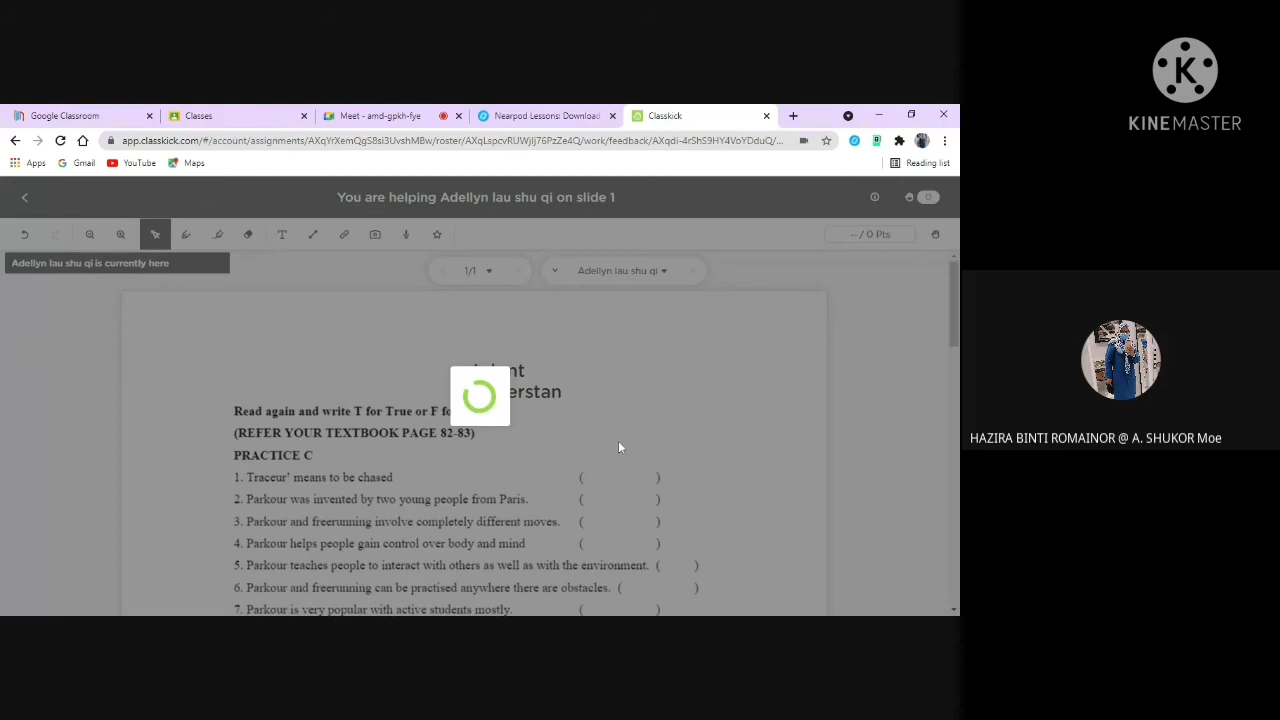 K
KINEMASTER
Google Classroom
Classes
Meet - amd-gpkh-fye
Nearpod Lessons: Download
Classkick
app.classkick.com/#/account/assignments/AXqYrXemQgS8si3UvshMBw/roster/AXqLspcvRUWjlJ76PzZe4Q/work/feedback/AXqdi-4rShS9HY4VoYDduQ/...
Apps
Gmail
YouTube
Maps
Reading list
You are helping Adellyn lau shu qi on slide 1
0
-- / 0 Pts
Adellyn lau shu qi is currently here
1/1
Adellyn lau shu qi
Read again and write T for True or F
(REFER YOUR TEXTBOOK PAGE 82-83)
PRACTICE C
1. Traceur' means to be chased ( )
2. Parkour was invented by two young people from Paris. ( )
3. Parkour and freerunning involve completely different moves. ( )
4. Parkour helps people gain control over body and mind ( )
5. Parkour teaches people to interact with others as well as with the environment. ( )
6. Parkour and freerunning can be practised anywhere there are obstacles. ( )
7. Parkour is very popular with active students mostly. ( )
HAZIRA BINTI ROMAINOR @ A. SHUKOR Moe